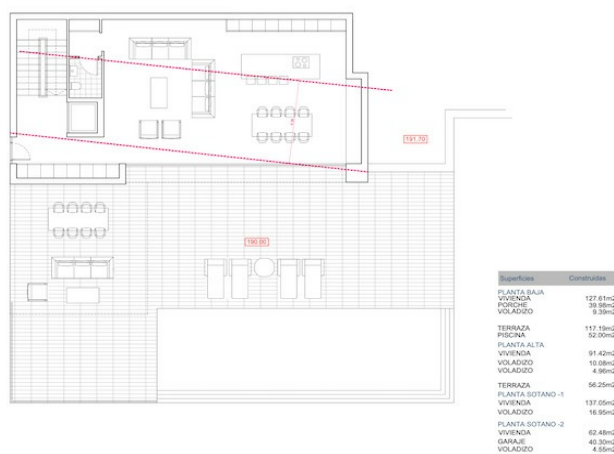 191.70
190.00
Superficies Construidas
PLANTA BAJA
VIVIENDA 127.61m2
PORCHE 39.98m2
VOLADIZO 9.39m2
TERRAZA 117.19m2
PISCINA 52.00m2
PLANTA ALTA
VIVIENDA 91.42m2
VOLADIZO 10.08m2
VOLADIZO 4.96m2
TERRAZA 56.25m2
PLANTA SOTANO -1
VIVIENDA 137.05m2
VOLADIZO 16.95m2
PLANTA SOTANO -2
VIVIENDA 62.48m2
GARAJE 40.30m2
VOLADIZO 4.55m2